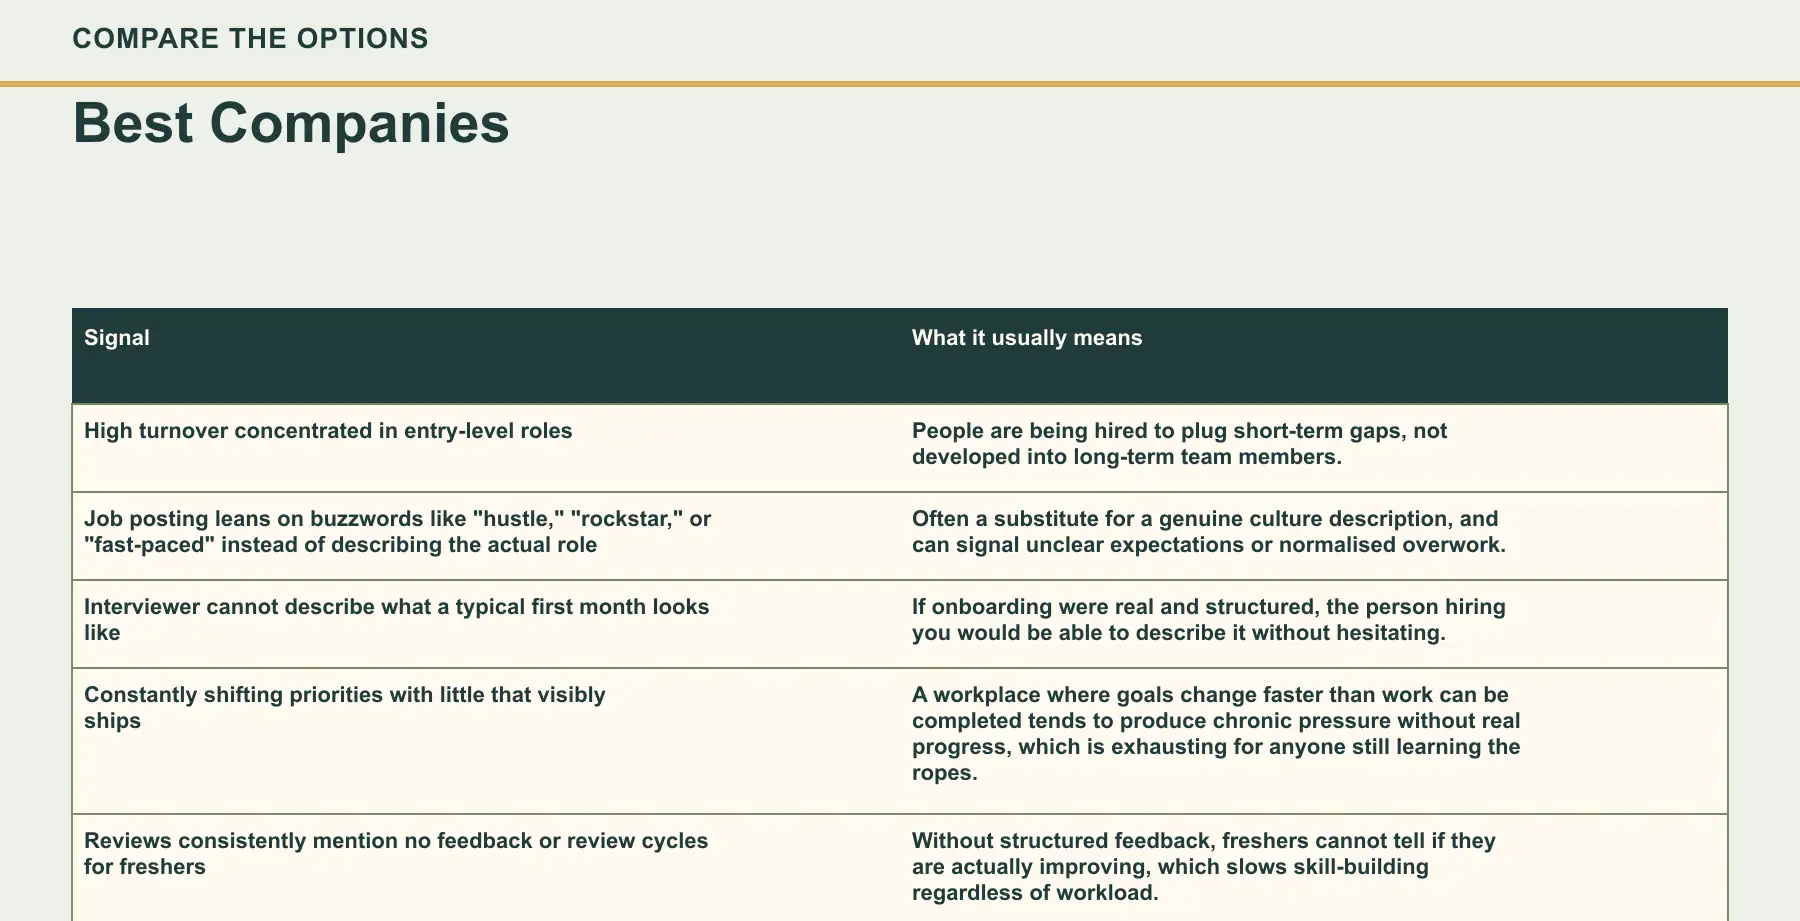 COMPARE THE OPTIONS
Best Companies
Signal
What it usually means
High turnover concentrated in entry-level roles
People are being hired to plug short-term gaps, not
developed into long-term team members.
Job posting leans on buzzwords like "hustle," "rockstar," or
"fast-paced" instead of describing the actual role
Often a substitute for a genuine culture description, and
can signal unclear expectations or normalised overwork.
Interviewer cannot describe what a typical first month looks
like
If onboarding were real and structured, the person hiring
you would be able to describe it without hesitating.
Constantly shifting priorities with little that visibly
ships
A workplace where goals change faster than work can be
completed tends to produce chronic pressure without real
progress, which is exhausting for anyone still learning the
ropes.
Reviews consistently mention no feedback or review cycles
for freshers
Without structured feedback, freshers cannot tell if they
are actually improving, which slows skill-building
regardless of workload.